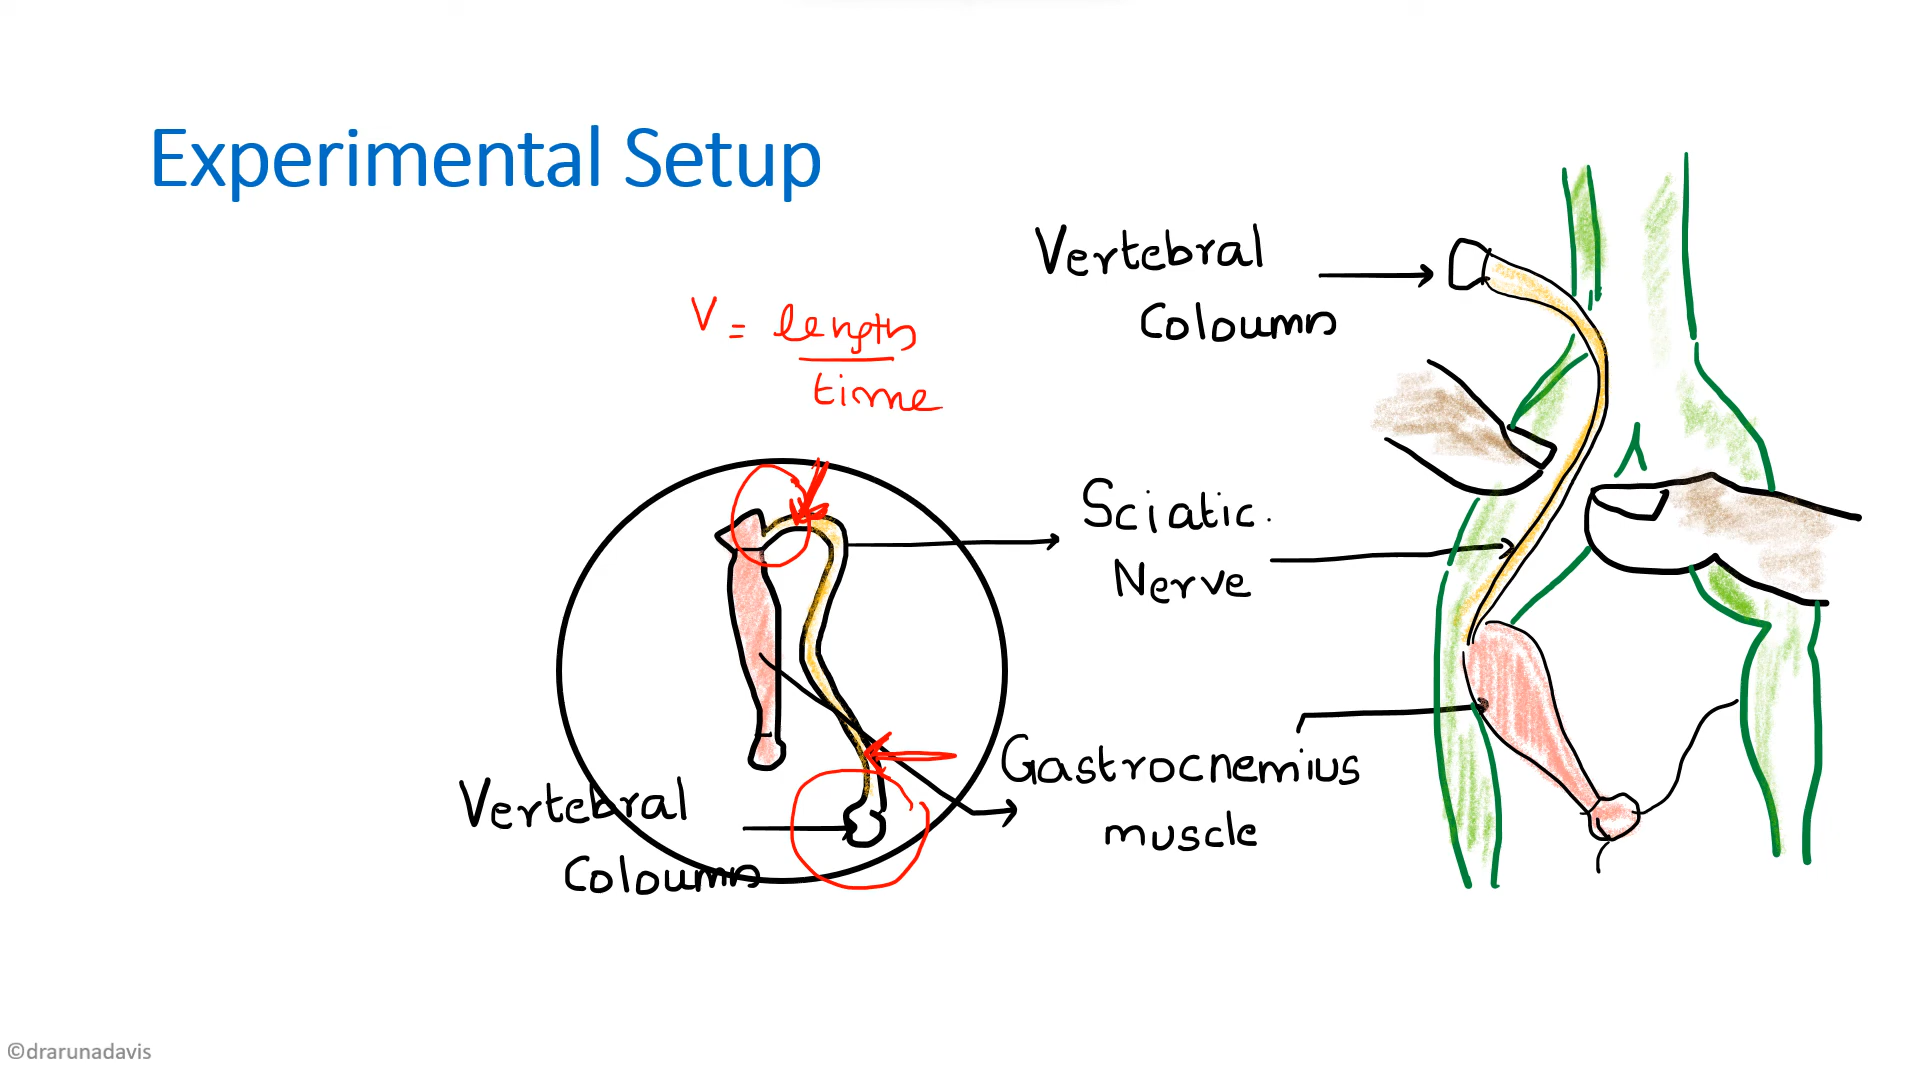 Experimental Setup
V = length
time
Vertebral
Coloumn
Sciatic.
Nerve
Gastrocnemius
muscle
Vertebral
Coloumn
©drarunadavis